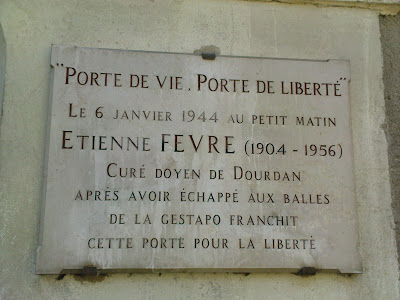 "PORTE DE VIE. PORTE DE LIBERTÉ"
LE 6 JANVIER 1944 AU PETIT MATIN
ETIENNE FEVRE (1904 - 1956)
CURÉ DOYEN DE DOURDAN
APRÈS AVOIR ÉCHAPPÉ AUX BALLES
DE LA GESTAPO FRANCHIT
CETTE PORTE POUR LA LIBERTÉ